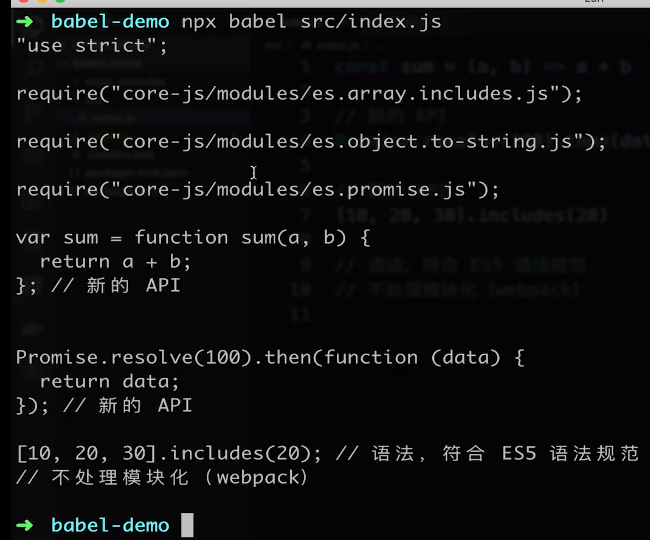 ➜ babel-demo npx babel src/index.js
"use strict";
require("core-js/modules/es.array.includes.js");
require("core-js/modules/es.object.to-string.js");
require("core-js/modules/es.promise.js");
var sum = function sum(a, b) {
  return a + b;
}; // 新的 API
Promise.resolve(100).then(function (data) {
  return data;
}); // 新的 API
[10, 20, 30].includes(20); // 语法，符合 ES5 语法规范
// 不处理模块化（webpack）
➜ babel-demo